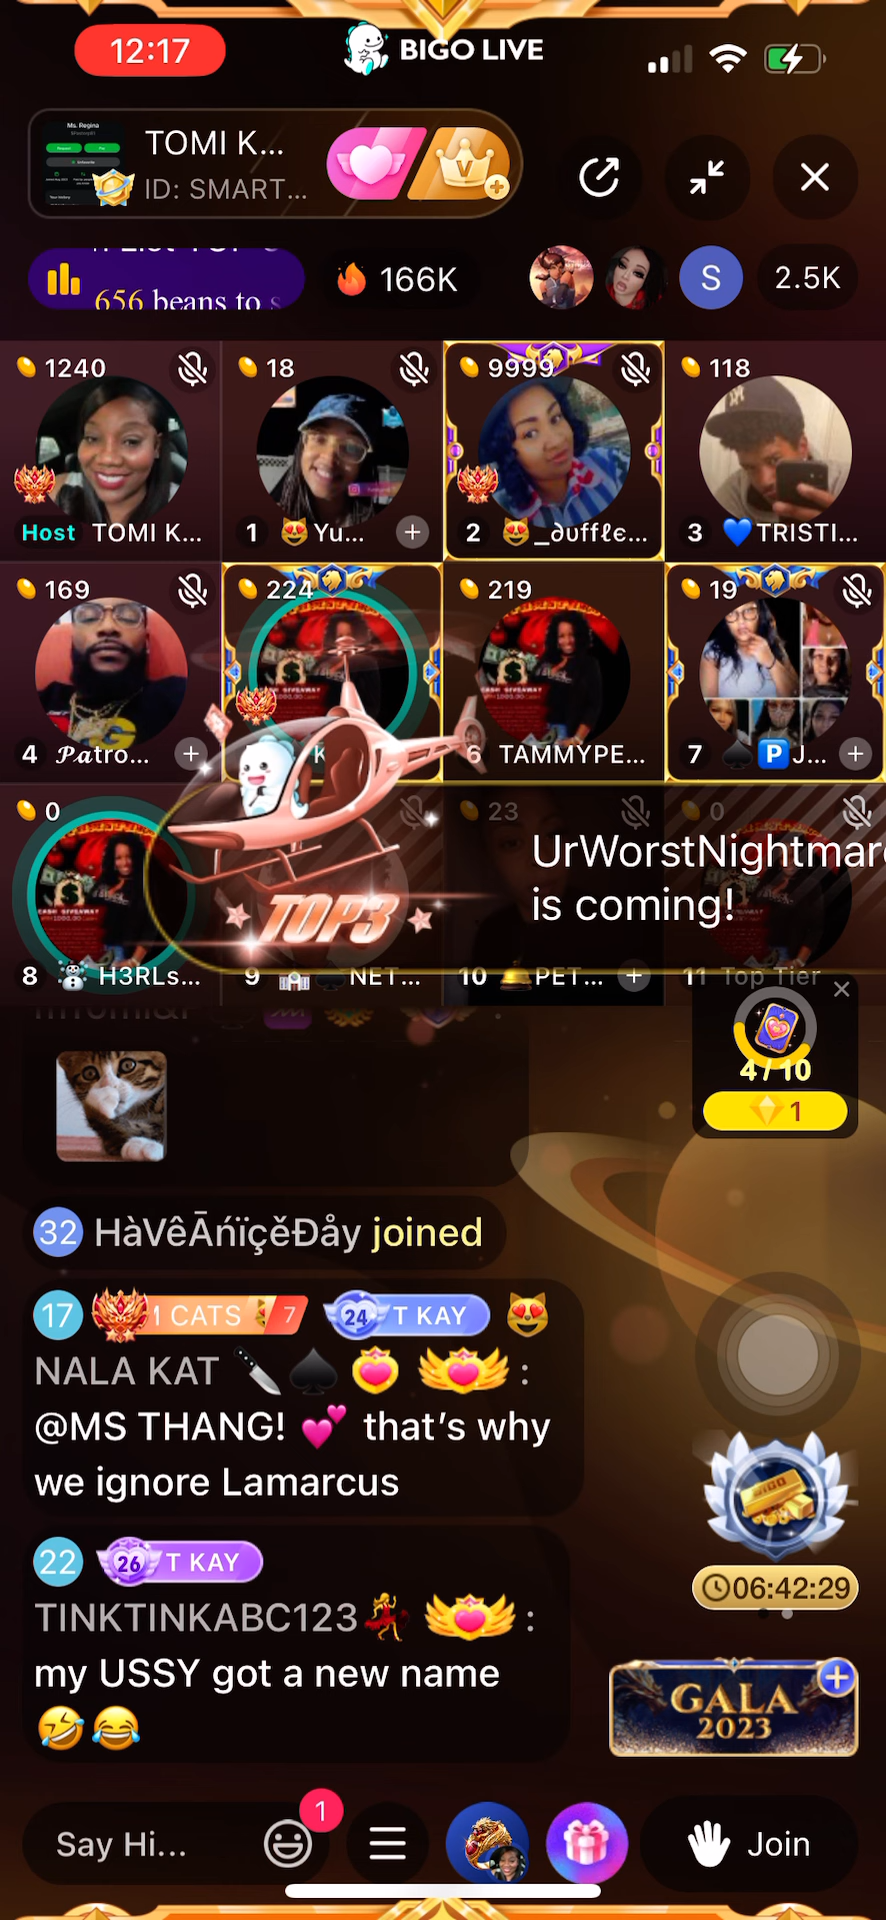 12:17
BIGO LIVE
Ms. Regina
TOMI K...
ID: SMART...
V
656 beans to s
166K
S
2.5K
1240
18
9999
118
Host TOMI K...
1 Yu...
2 _∂υffℓє...
3 TRISTI...
169
224
219
19
4 𝓟𝓪tro...
K
6 TAMMYPE...
7 P J...
0
23
0
UrWorstNightmar
is coming!
TOP3
8 H3RLs...
9 NET...
10 PET...
11 Top Tier
4/10
1
32 HàVêĀńïçěĐåy joined
17 CATS 7 24 T KAY
NALA KAT :
@MS THANG! 💕 that's why
we ignore Lamarcus
BIGO
22 26 T KAY
06:42:29
TINKTINKABC123 :
my USSY got a new name
🤣😂
GALA
2023
1
Say Hi...
Join